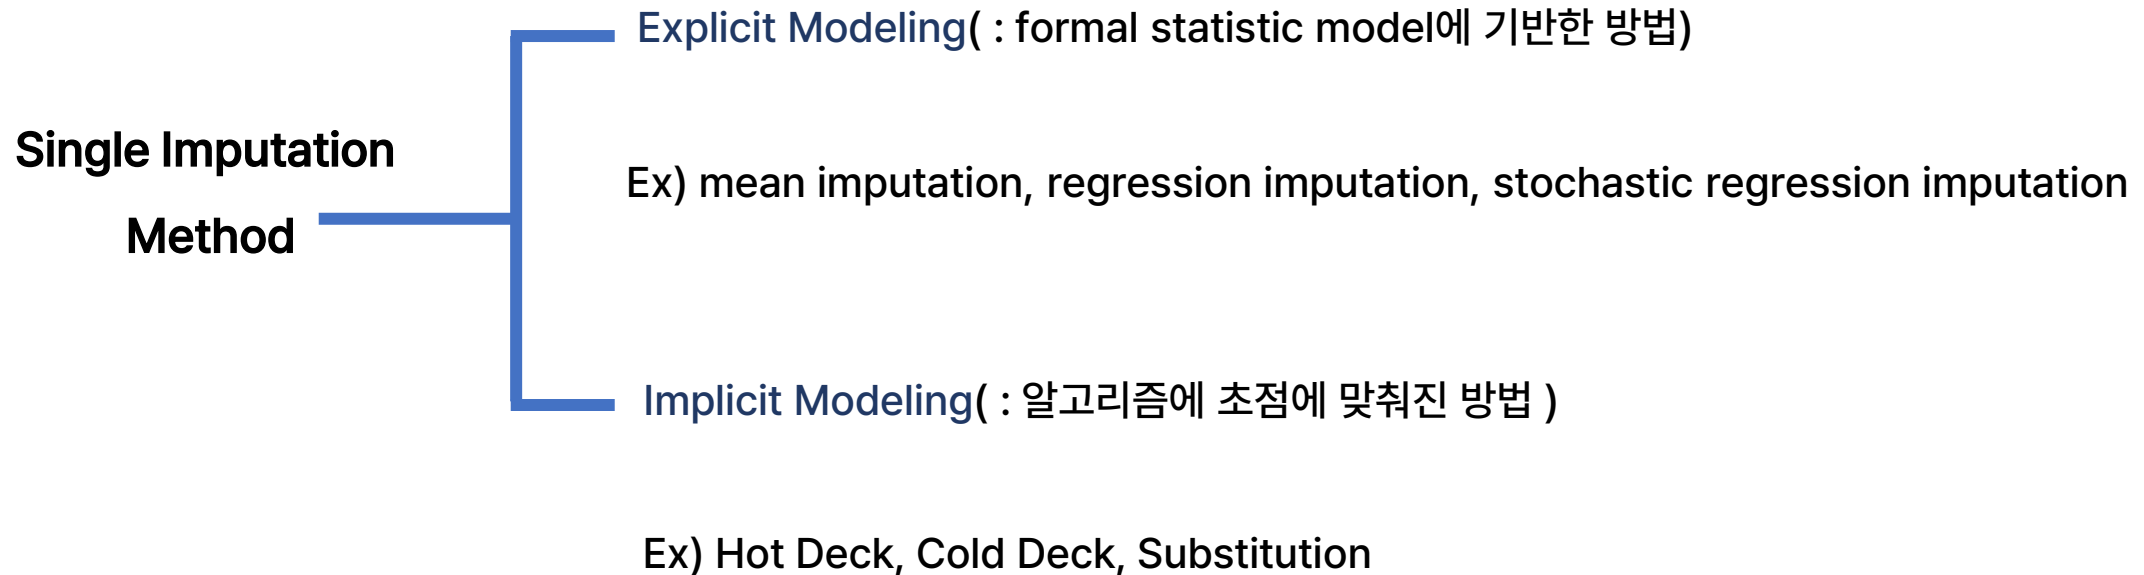 Explicit Modeling( : formal statistic model에 기반한 방법)
Single Imputation
Method
Ex) mean imputation, regression imputation, stochastic regression imputation
Implicit Modeling( : 알고리즘에 초점에 맞춰진 방법 )
Ex) Hot Deck, Cold Deck, Substitution